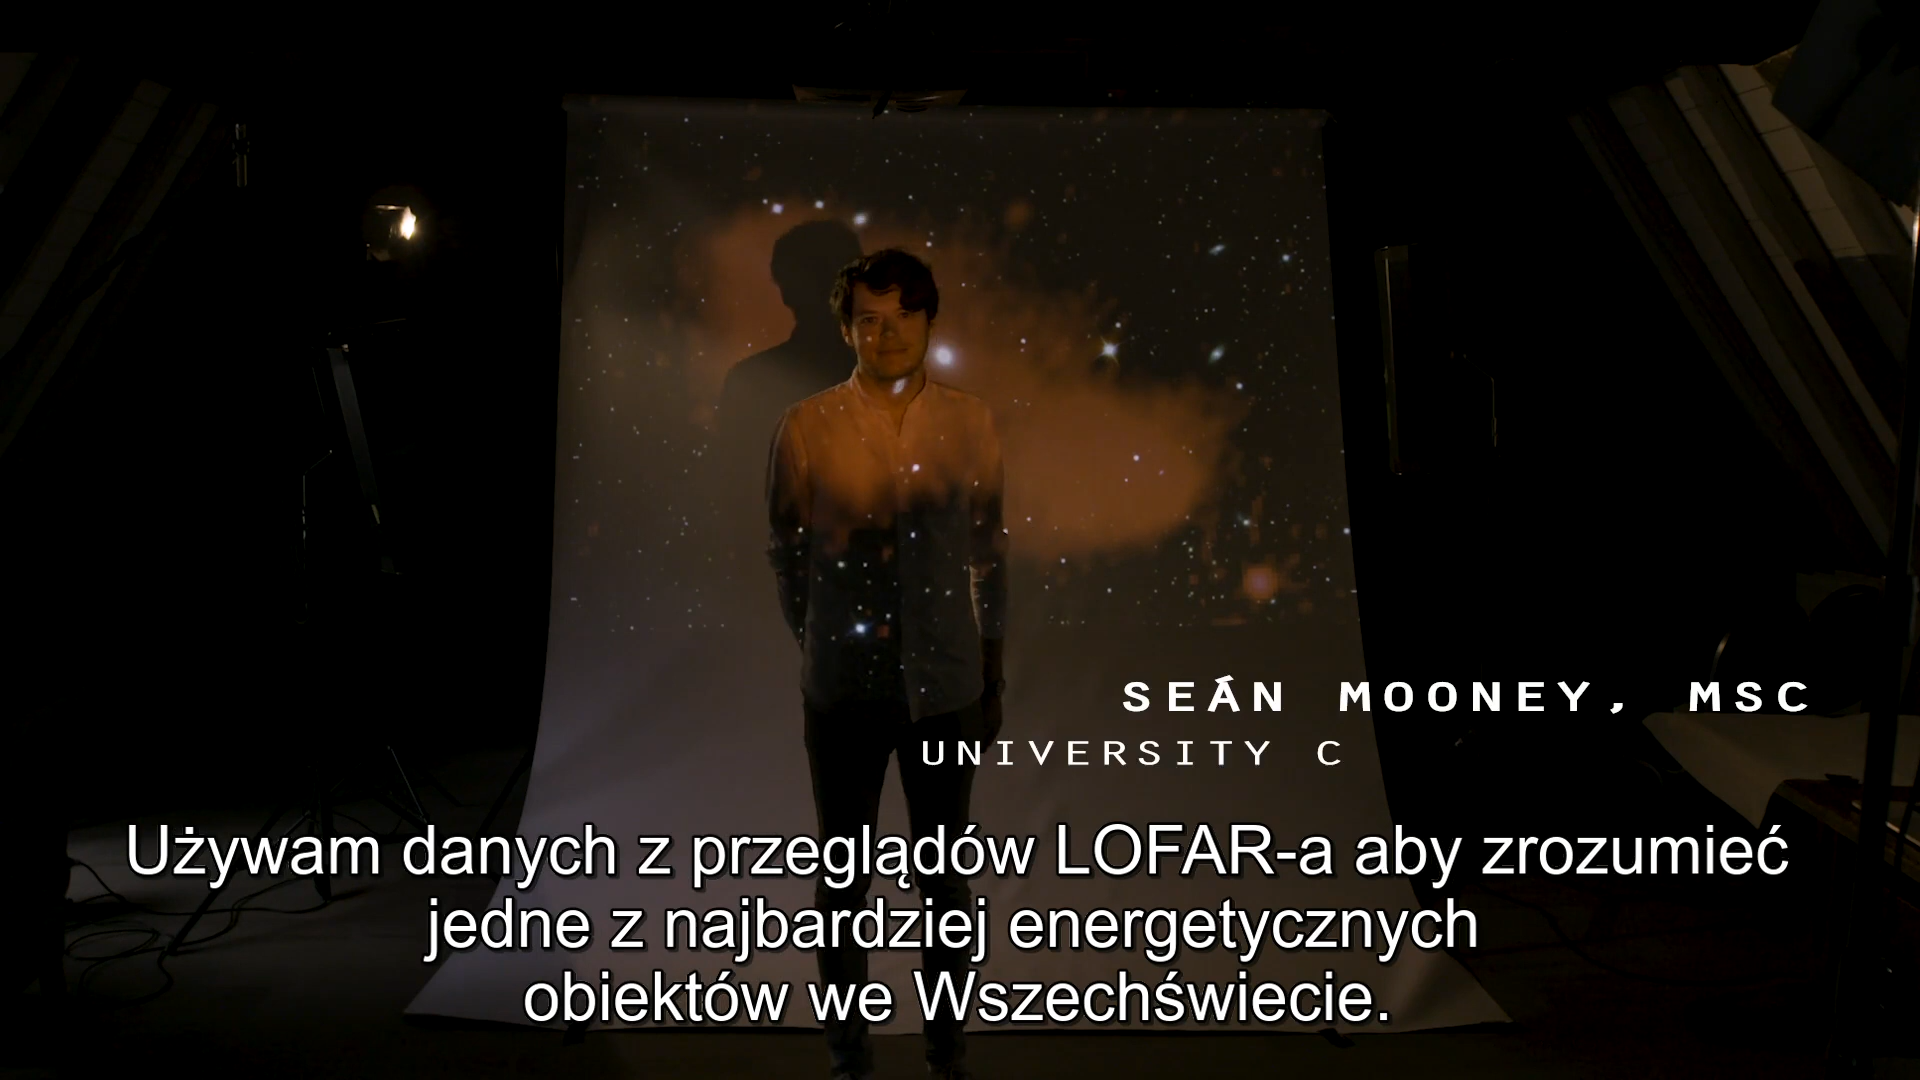 SEÁN MOONEY, MSC
UNIVERSITY C
Używam danych z przeglądów LOFAR-a aby zrozumieć
jedne z najbardziej energetycznych
obiektów we Wszechświecie.